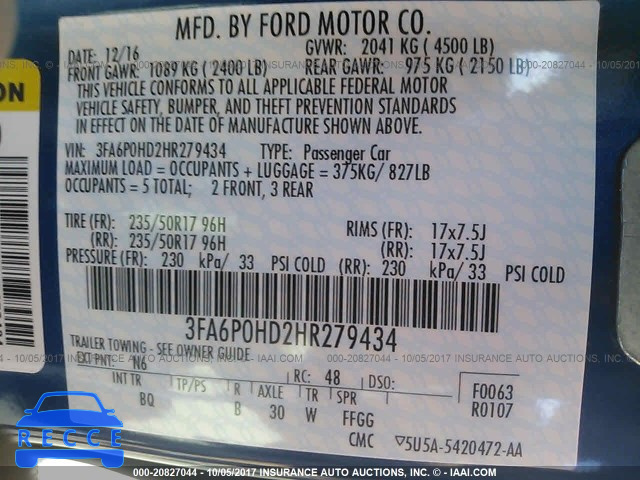 MFD. BY FORD MOTOR CO.
DATE: 12/16 GVWR: 2041 KG ( 4500 LB)
FRONT GAWR: 1089 KG ( 2400 LB) REAR GAWR: 975 KG ( 2150 LB)
THIS VEHICLE CONFORMS TO ALL APPLICABLE FEDERAL MOTOR
VEHICLE SAFETY, BUMPER, AND THEFT PREVENTION STANDARDS
IN EFFECT ON THE DATE OF MANUFACTURE SHOWN ABOVE.
VIN: 3FA6P0HD2HR279434 TYPE: Passenger Car
MAXIMUM LOAD = OCCUPANTS + LUGGAGE = 375KG/ 827LB
OCCUPANTS = 5 TOTAL; 2 FRONT, 3 REAR
TIRE (FR): 235/50R17 96H RIMS (FR): 17x7.5J
(RR): 235/50R17 96H (RR): 17x7.5J
PRESSURE (FR): 230 kPa/ 33 PSI COLD (RR): 230 kPa/ 33 PSI COLD
3FA6P0HD2HR279434
TRAILER TOWING - SEE OWNER GUIDE
EXT PNT: N6 RC: 48 DSO: F0063
INT TR TP/PS R AXLE TR SPR R0107
BQ B 30 W FFGG
CMC ▽5U5A-5420472-AA
ION
000-20827044 - 10/05/2017 INSURANCE AUTO AUCTIONS, INC. - © - IAAI.COM
RECCE